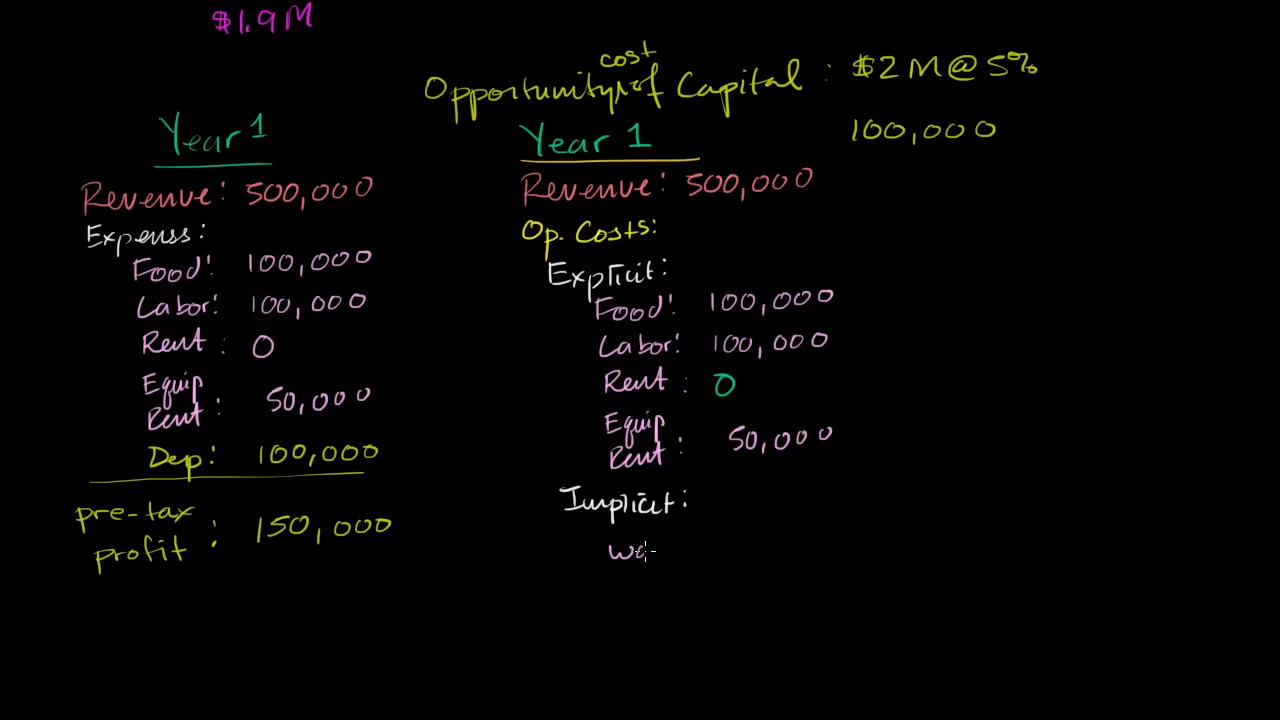 $1.9M
Opportunity cost of Capital : $2M@5%
100,000
Year 1
Revenue: 500,000
Expenss:
Food: 100,000
Labor: 100,000
Rent : 0
Equip
Rent : 50,000
Dep: 100,000
pre-tax
profit : 150,000
Year 1
Revenue: 500,000
Op. Costs:
Explicit:
Food: 100,000
Labor: 100,000
Rent : 0
Equip
Rent : 50,000
Implicit:
wa